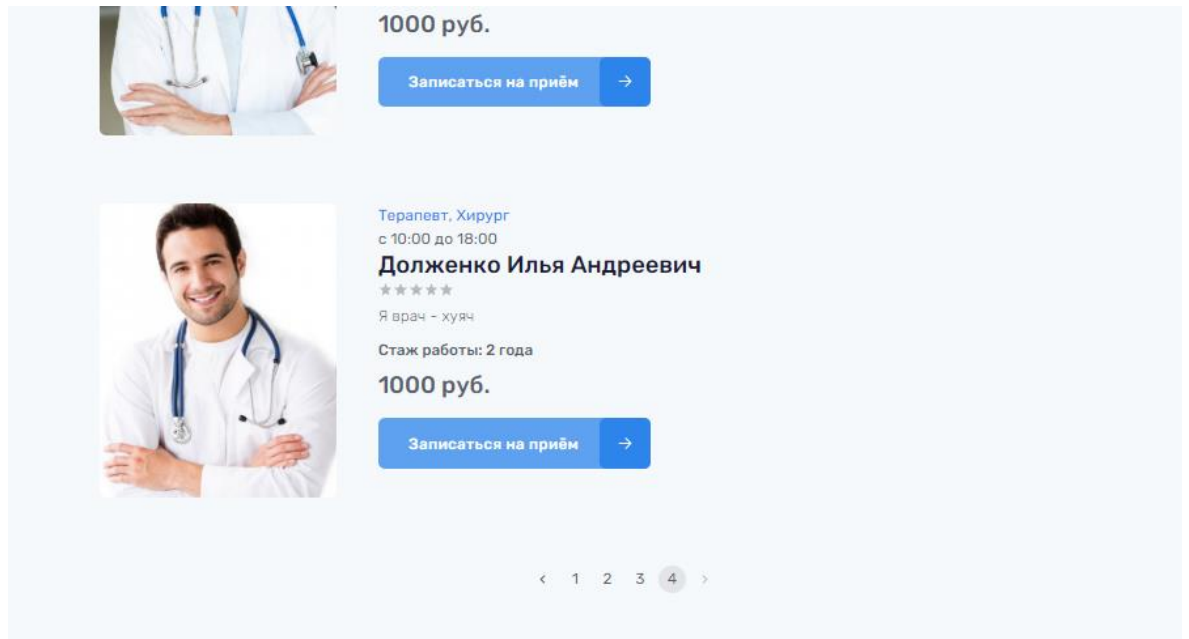 1000 руб.
Записаться на приём
Терапевт, Хирург
с 10:00 до 18:00
Долженко Илья Андреевич
Я врач - хуяч
Стаж работы: 2 года
1000 руб.
Записаться на приём
1 2 3 4